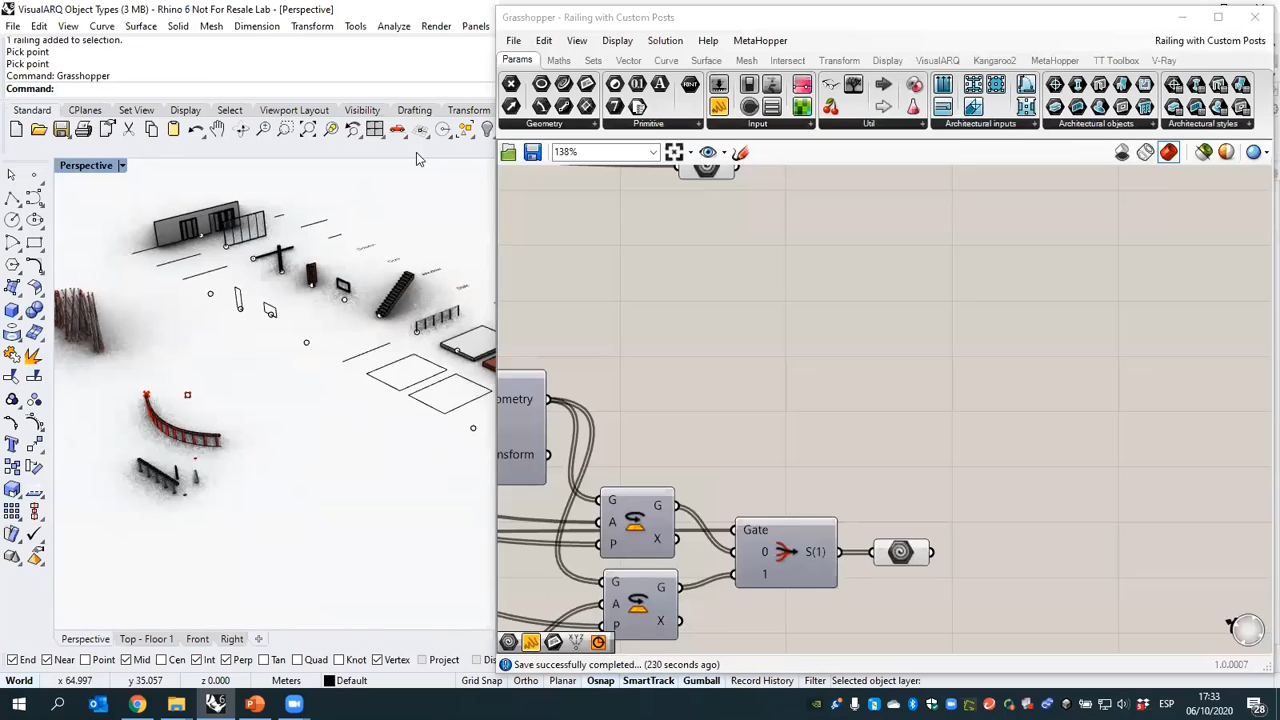 VisualARQ Object Types (3 MB) - Rhino 6 Not For Resale Lab - [Perspective]
File Edit View Curve Surface Solid Mesh Dimension Transform Tools Analyze Render Panels
1 railing added to selection.
Pick point
Pick point
Command: Grasshopper
Command:
Standard CPlanes Set View Display Select Viewport Layout Visibility Drafting Transform
Perspective
Perspective Top - Floor 1 Front Right
End Near Point Mid Cen Int Perp Tan Quad Knot Vertex Project
World x 64.997 y 35.057 z 0.000 Meters Default Grid Snap Ortho Planar Osnap SmartTrack Gumball Record History Filter Selected object layer:
Grasshopper - Railing with Custom Posts
File Edit View Display Solution Help MetaHopper Railing with Custom Posts
Params Maths Sets Vector Curve Surface Mesh Intersect Transform Display VisualARQ Kangaroo2 MetaHopper TT Toolbox V-Ray
Geometry Primitive Input Util Architectural inputs Architectural objects Architectural styles
138%
ometry
nsform
G G
A
P X
G G
A
P X
Gate
0 S(1)
1
Save successfully completed... (230 seconds ago) 1.0.0007
ESP 17:33
06/10/2020
28